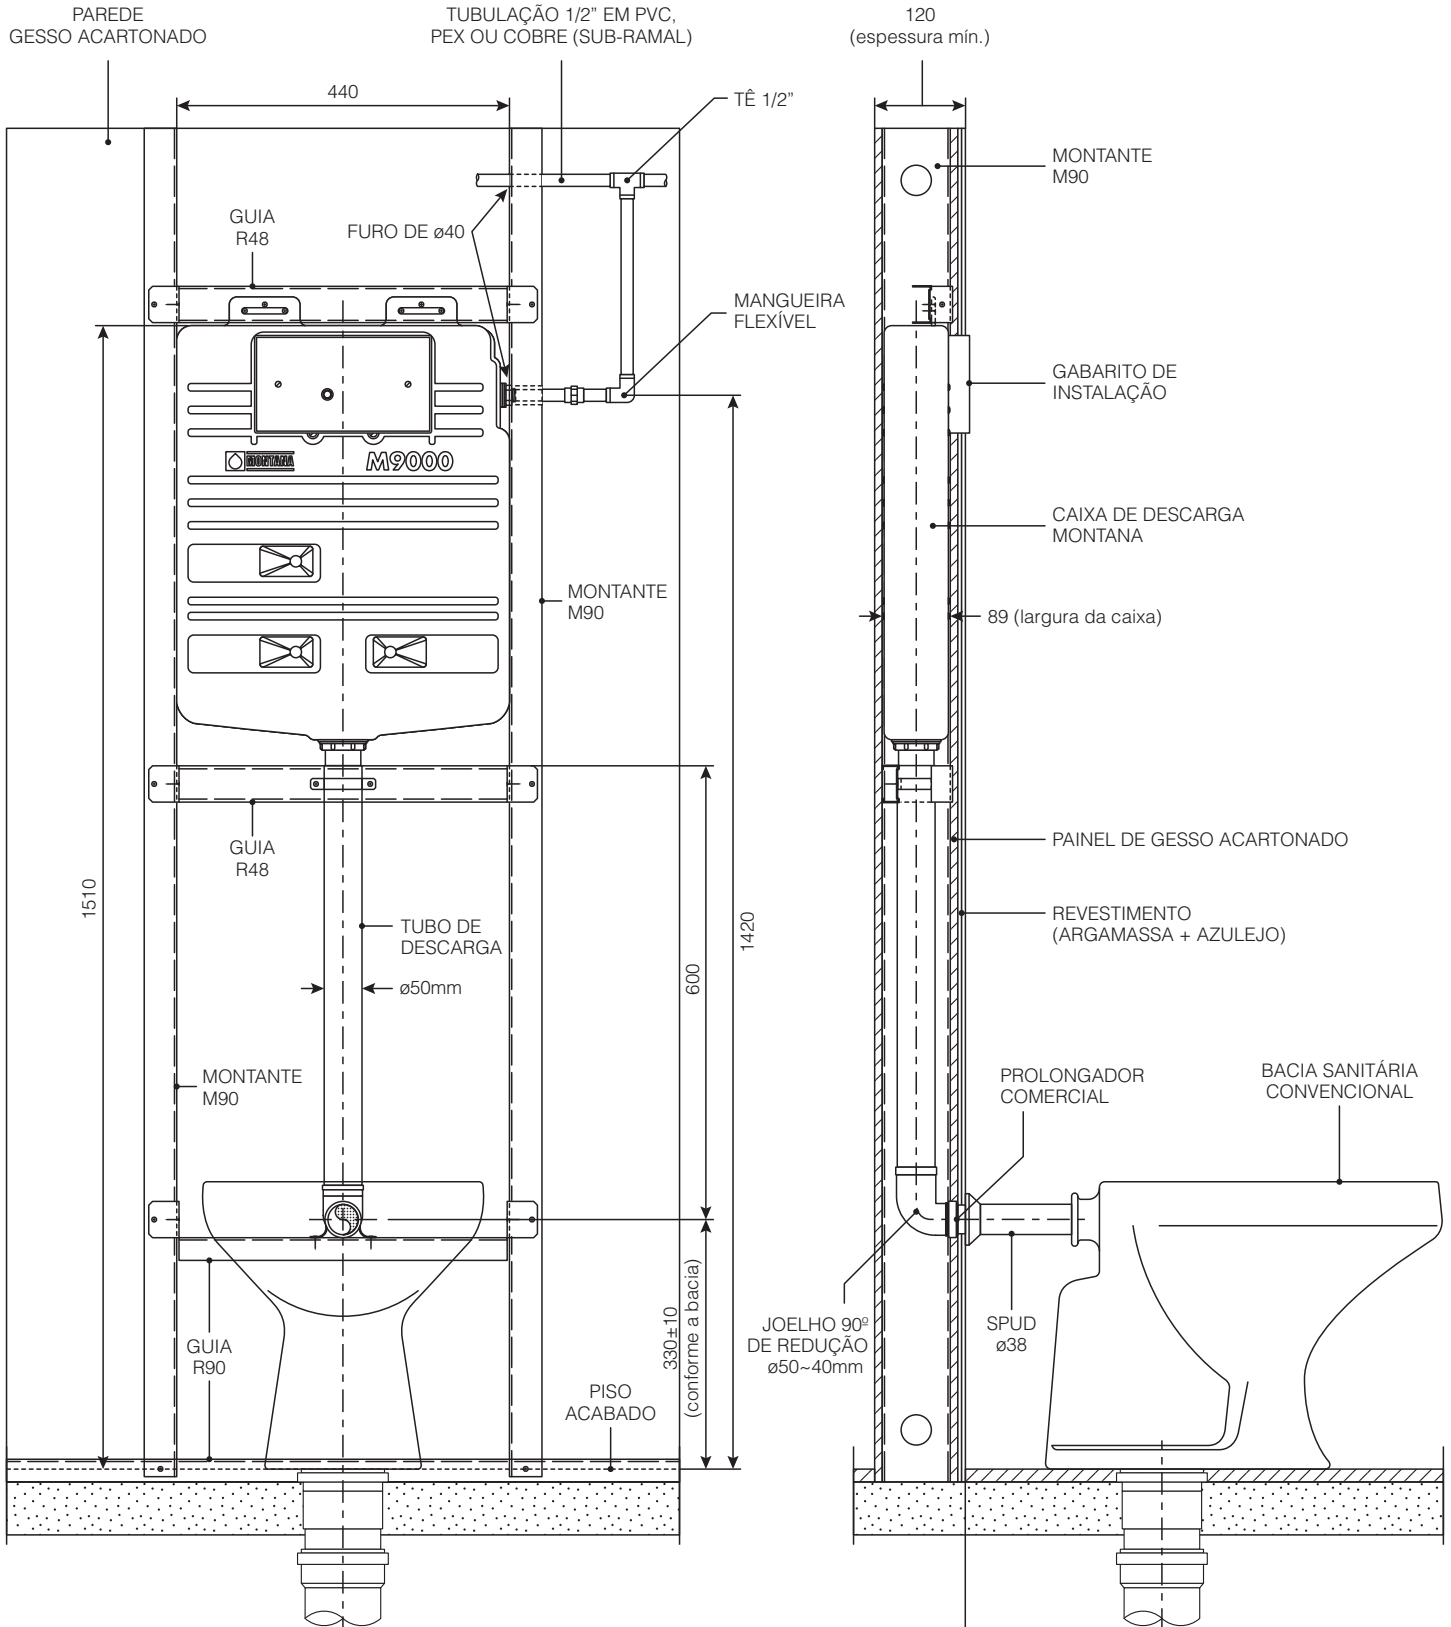 PAREDE
GESSO ACARTONADO
TUBULAÇÃO 1/2” EM PVC,
PEX OU COBRE (SUB-RAMAL)
120
(espessura mín.)
440
TÊ 1/2”
MONTANTE
M90
GUIA
R48
FURO DE ø40
MANGUEIRA
FLEXÍVEL
GABARITO DE
INSTALAÇÃO
MONTANA
M9000
CAIXA DE DESCARGA
MONTANA
MONTANTE
M90
89 (largura da caixa)
GUIA
R48
PAINEL DE GESSO ACARTONADO
1510
TUBO DE
DESCARGA
1420
REVESTIMENTO
(ARGAMASSA + AZULEJO)
600
ø50mm
MONTANTE
M90
PROLONGADOR
COMERCIAL
BACIA SANITÁRIA
CONVENCIONAL
GUIA
R90
330±10
(conforme a bacia)
JOELHO 90º
DE REDUÇÃO
ø50~40mm
SPUD
ø38
PISO
ACABADO